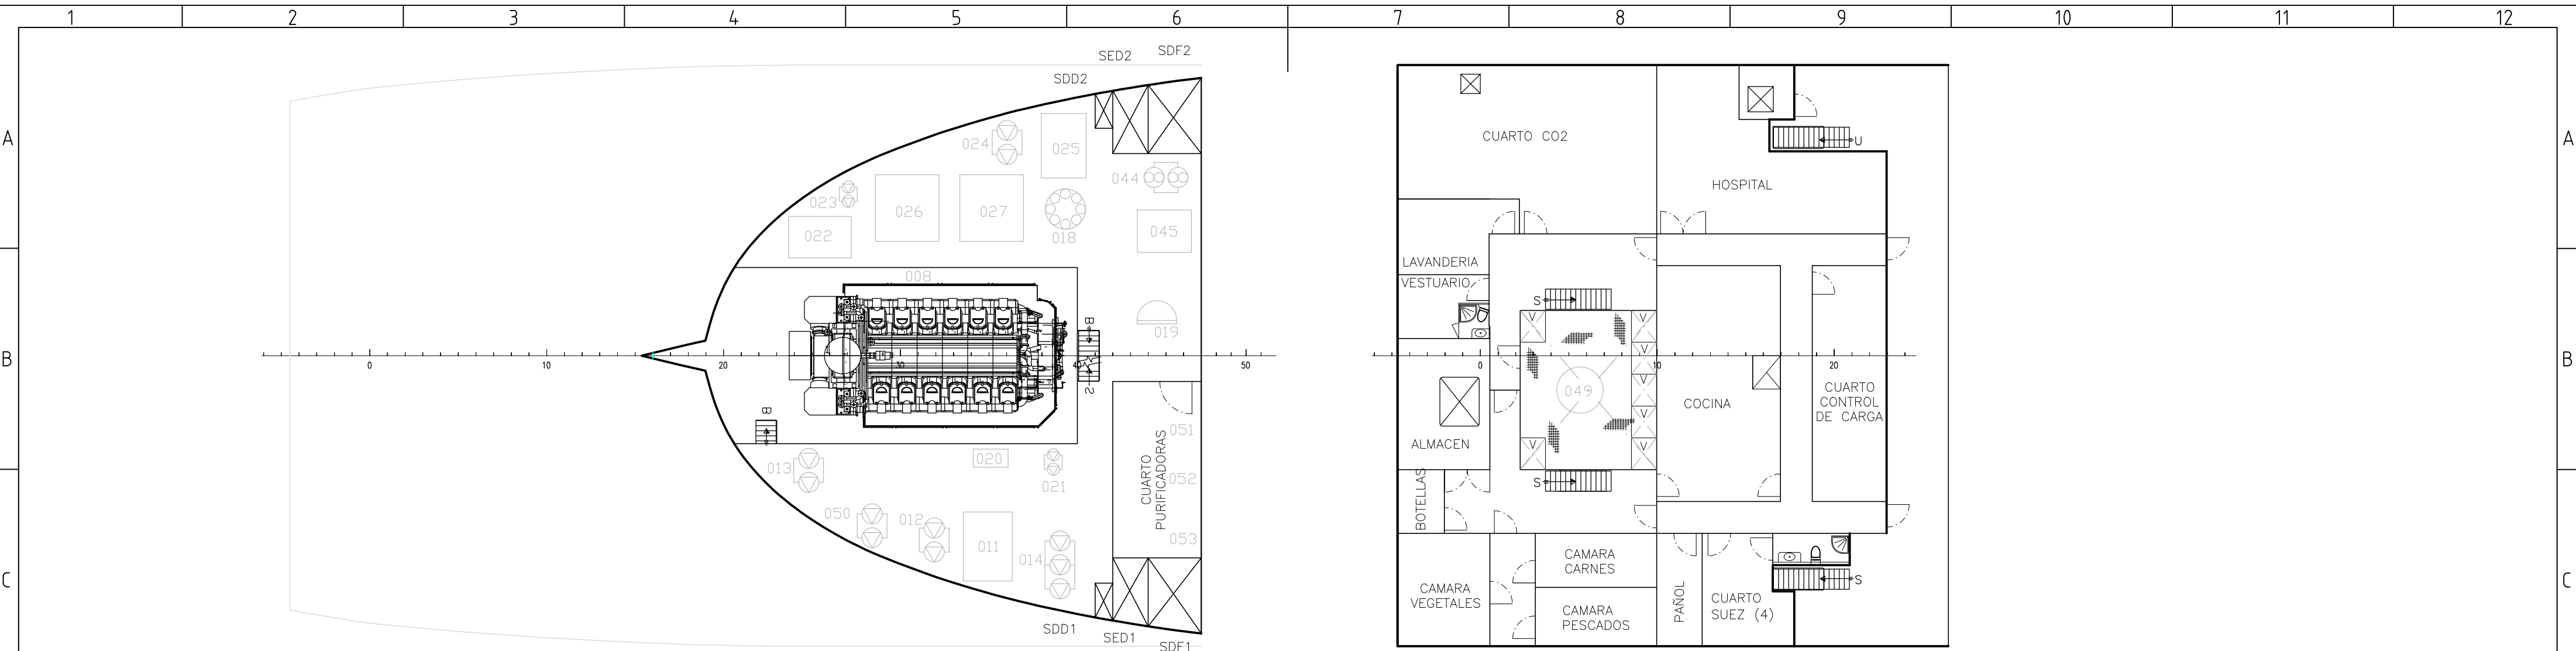 1 2 3 4 5 6 7 8 9 10 11 12
SED2
SDF2
SDD2
A
A
024
025
CUARTO CO2
U
044
HOSPITAL
023
026
027
018
045
022
LAVANDERIA
008
VESTUARIO
S
B
019
V V
B
B
0 10 20 30 40 50
0 10 20
V
V
049
COCINA
CUARTO
CONTROL
DE CARGA
2
B
V
051
ALMACEN
V V
CUARTO
PURIFICADORAS
013
020
021
052
S
BOTELLAS
050
012
011
014
053
CAMARA
CARNES
C
C
S
CAMARA
VEGETALES
PAÑOL
CUARTO
SUEZ (4)
CAMARA
PESCADOS
SDD1
SED1
SDF1